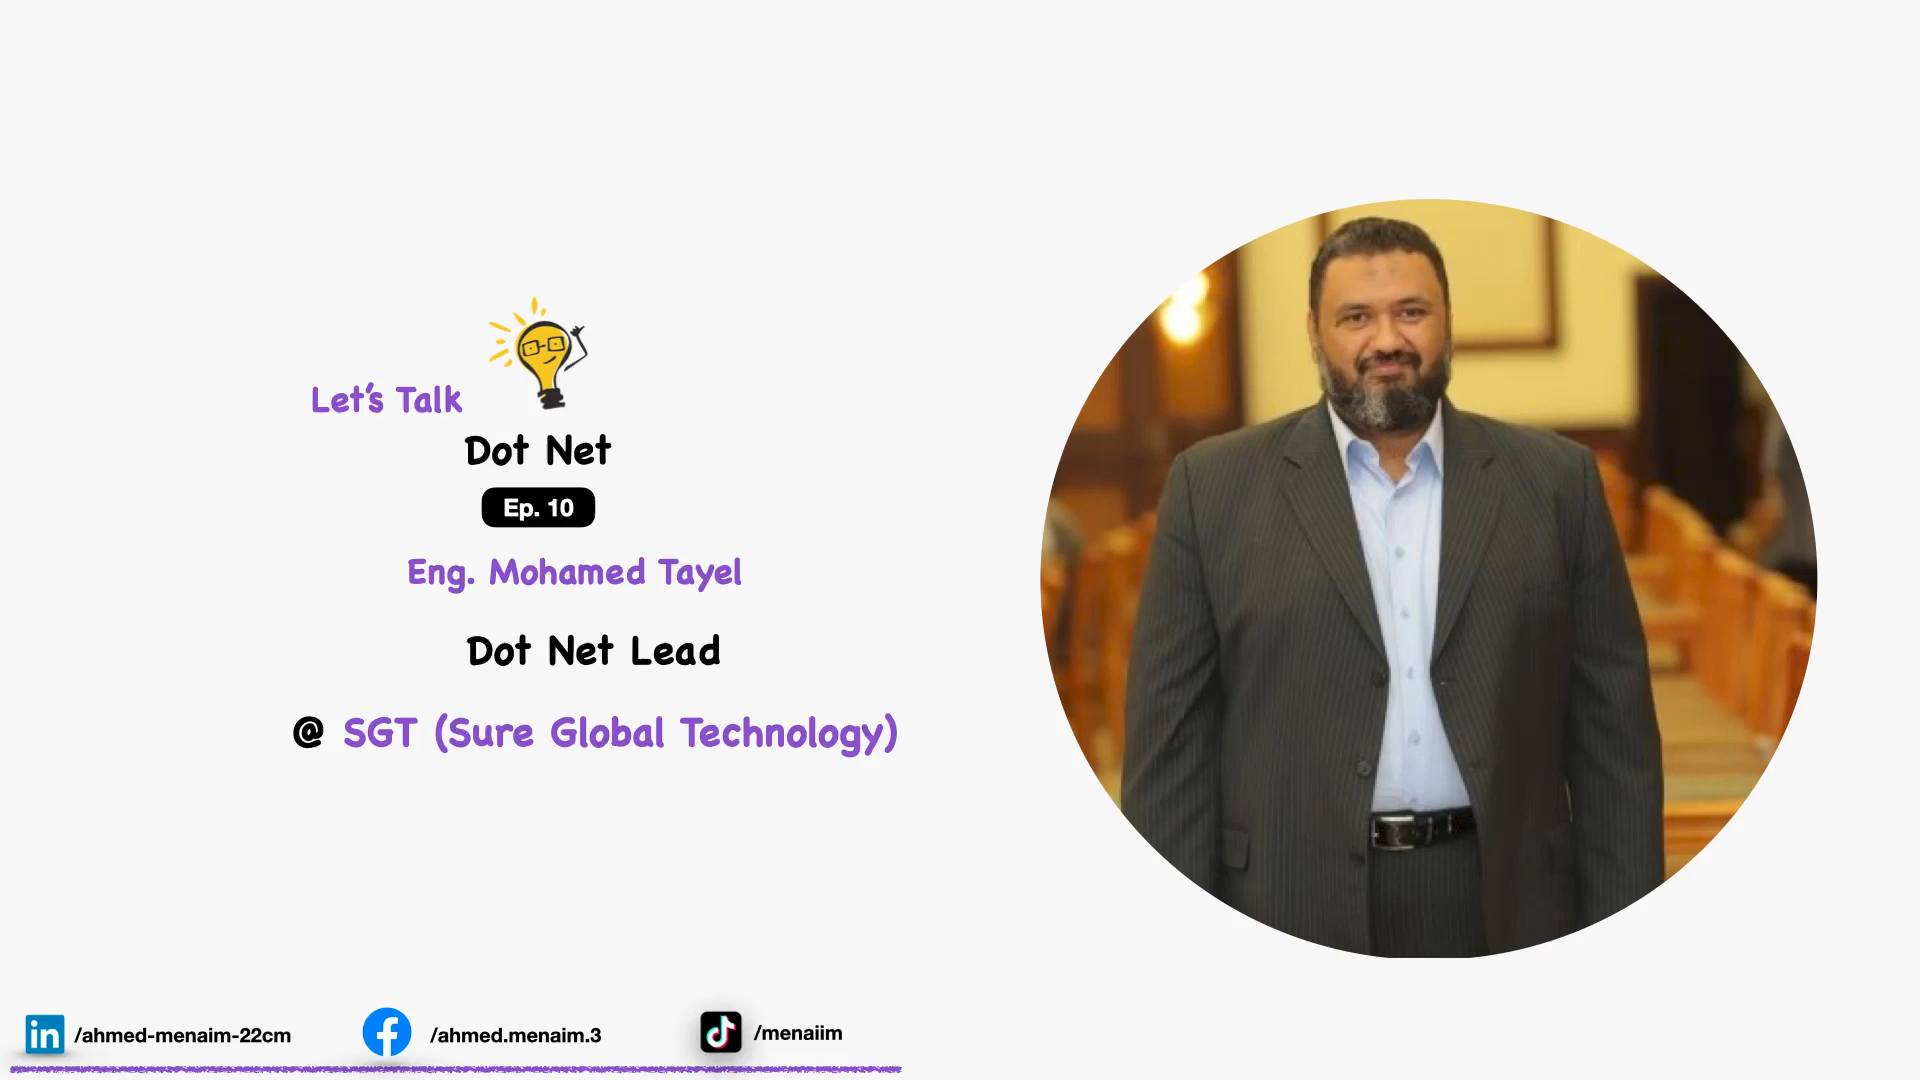 Let's Talk
Dot Net
Ep. 10
Eng. Mohamed Tayel
Dot Net Lead
@ SGT (Sure Global Technology)
in /ahmed-menaim-22cm
/ahmed.menaim.3
/menaiim